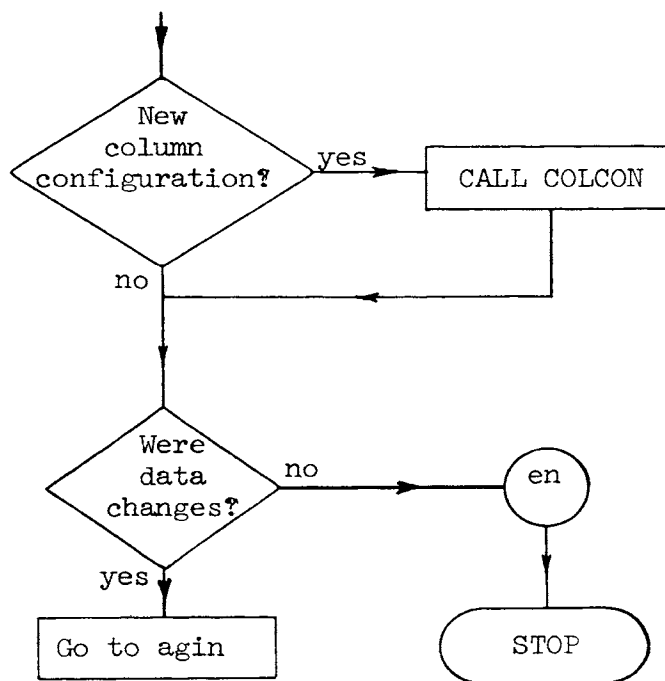 New
column
configuration?
yes
CALL COLCON
no
Were
data
changes?
no
en
yes
Go to agin
STOP